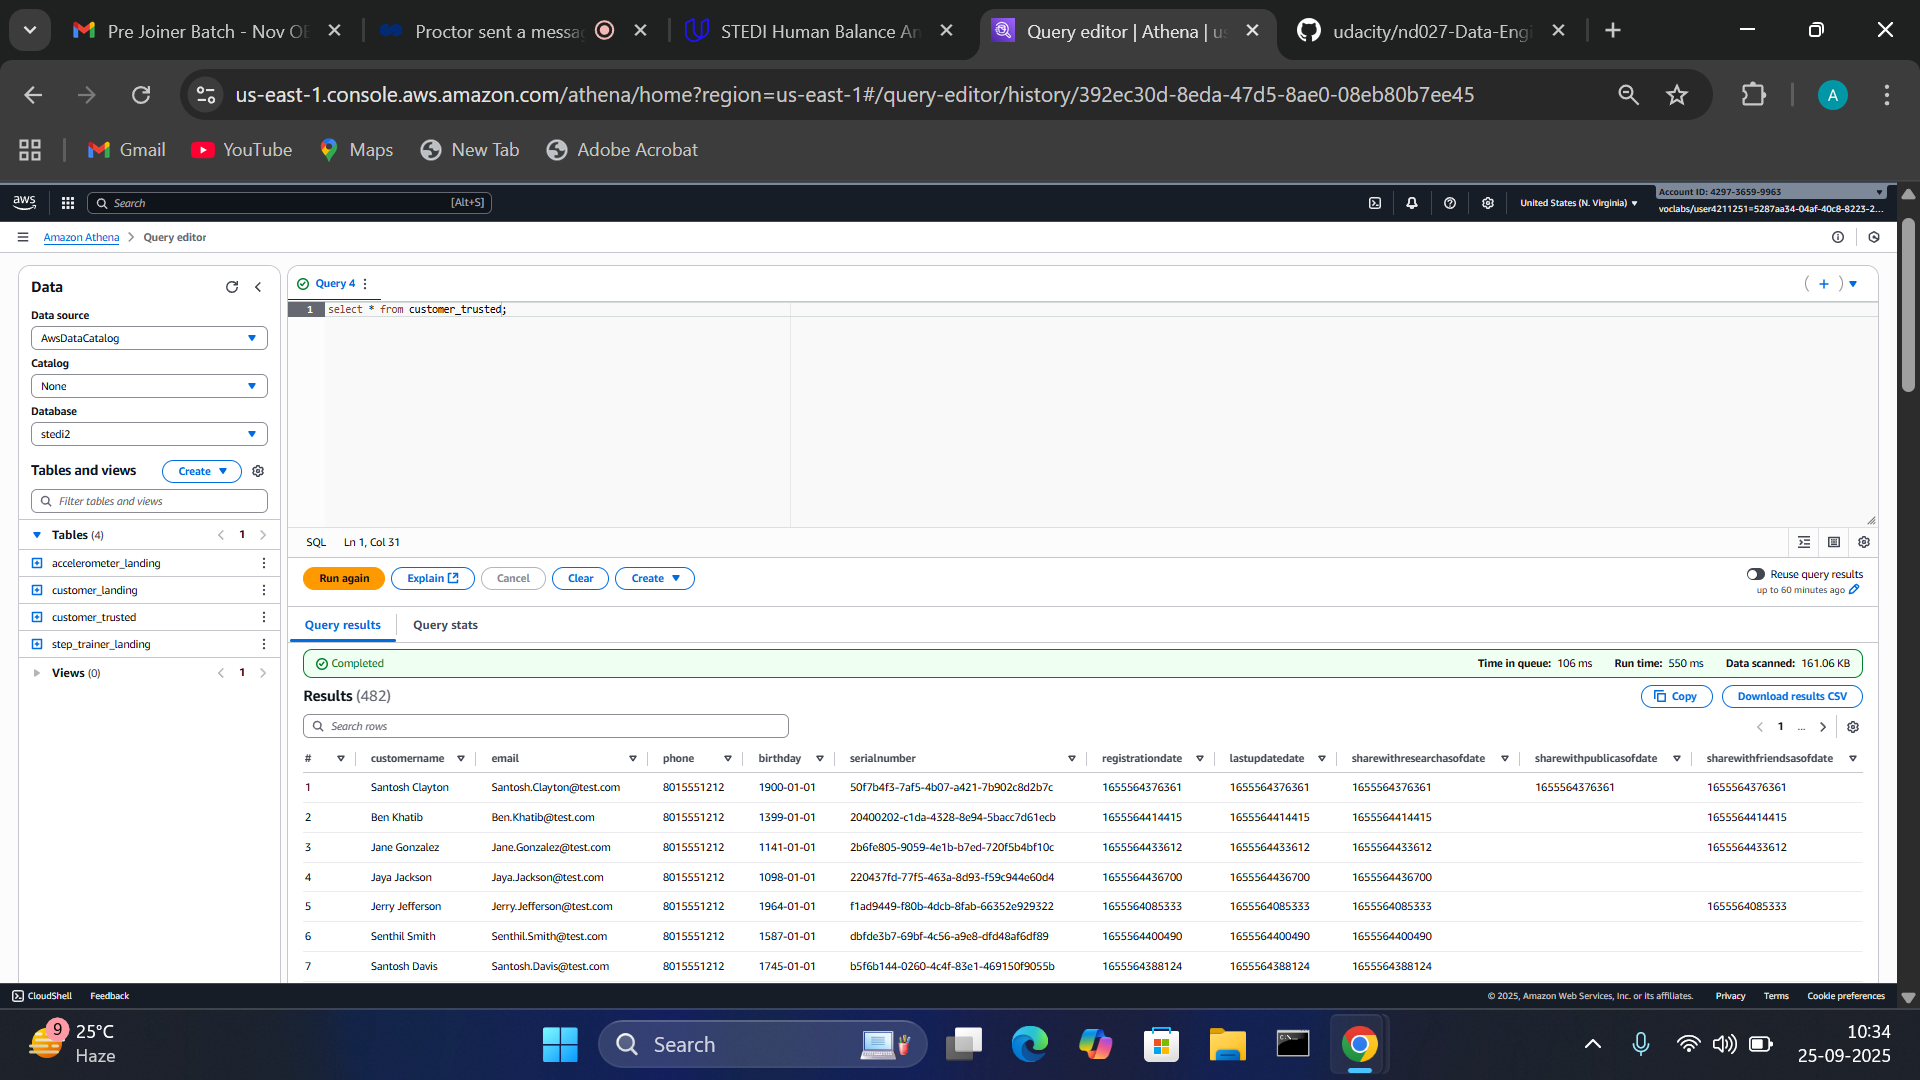 Pre Joiner Batch - Nov OB
Proctor sent a messa
STEDI Human Balance An
Query editor | Athena | us
udacity/nd027-Data-Engi
us-east-1.console.aws.amazon.com/athena/home?region=us-east-1#/query-editor/history/392ec30d-8eda-47d5-8ae0-08eb80b7ee45
A
Gmail
YouTube
Maps
New Tab
Adobe Acrobat
aws
Search
[Alt+S]
United States (N. Virginia)
Account ID: 4297-3659-9963
voclabs/user4211251=5287aa34-04af-40c8-8223-2...
Amazon Athena
Query editor
Data
Data source
AwsDataCatalog
Catalog
None
Database
stedi2
Tables and views
Create
Filter tables and views
Tables (4)
1
accelerometer_landing
customer_landing
customer_trusted
step_trainer_landing
Views (0)
1
Query 4
1 select * from customer_trusted;
SQL
Ln 1, Col 31
Run again
Explain
Cancel
Clear
Create
Reuse query results
up to 60 minutes ago
Query results
Query stats
Completed
Time in queue: 106 ms
Run time: 550 ms
Data scanned: 161.06 KB
Results (482)
Copy
Download results CSV
Search rows
1 ...
# customername email phone birthday serialnumber registrationdate lastupdatedate sharewithresearchasofdate sharewithpublicasofdate sharewithfriendsasofdate
1 Santosh Clayton Santosh.Clayton@test.com 8015551212 1900-01-01 50f7b4f3-7af5-4b07-a421-7b902c8d2b7c 1655564376361 1655564376361 1655564376361 1655564376361 1655564376361
2 Ben Khatib Ben.Khatib@test.com 8015551212 1399-01-01 20400202-c1da-4328-8e94-5bacc7d61ecb 1655564414415 1655564414415 1655564414415 1655564414415
3 Jane Gonzalez Jane.Gonzalez@test.com 8015551212 1141-01-01 2b6fe805-9059-4e1b-b7ed-720f5b4bf10c 1655564433612 1655564433612 1655564433612 1655564433612
4 Jaya Jackson Jaya.Jackson@test.com 8015551212 1098-01-01 220437fd-77f5-463a-8d93-f59c944e60d4 1655564436700 1655564436700 1655564436700
5 Jerry Jefferson Jerry.Jefferson@test.com 8015551212 1964-01-01 f1ad9449-f80b-4dcb-8fab-66352e929322 1655564085333 1655564085333 1655564085333 1655564085333
6 Senthil Smith Senthil.Smith@test.com 8015551212 1587-01-01 dbfde3b7-69bf-4c56-a9e8-dfd48af6df89 1655564400490 1655564400490 1655564400490
7 Santosh Davis Santosh.Davis@test.com 8015551212 1745-01-01 b5f6b144-0260-4c4f-83e1-469150f9055b 1655564388124 1655564388124 1655564388124
CloudShell
Feedback
© 2025, Amazon Web Services, Inc. or its affiliates.
Privacy
Terms
Cookie preferences
9
25°C
Haze
Search
10:34
25-09-2025